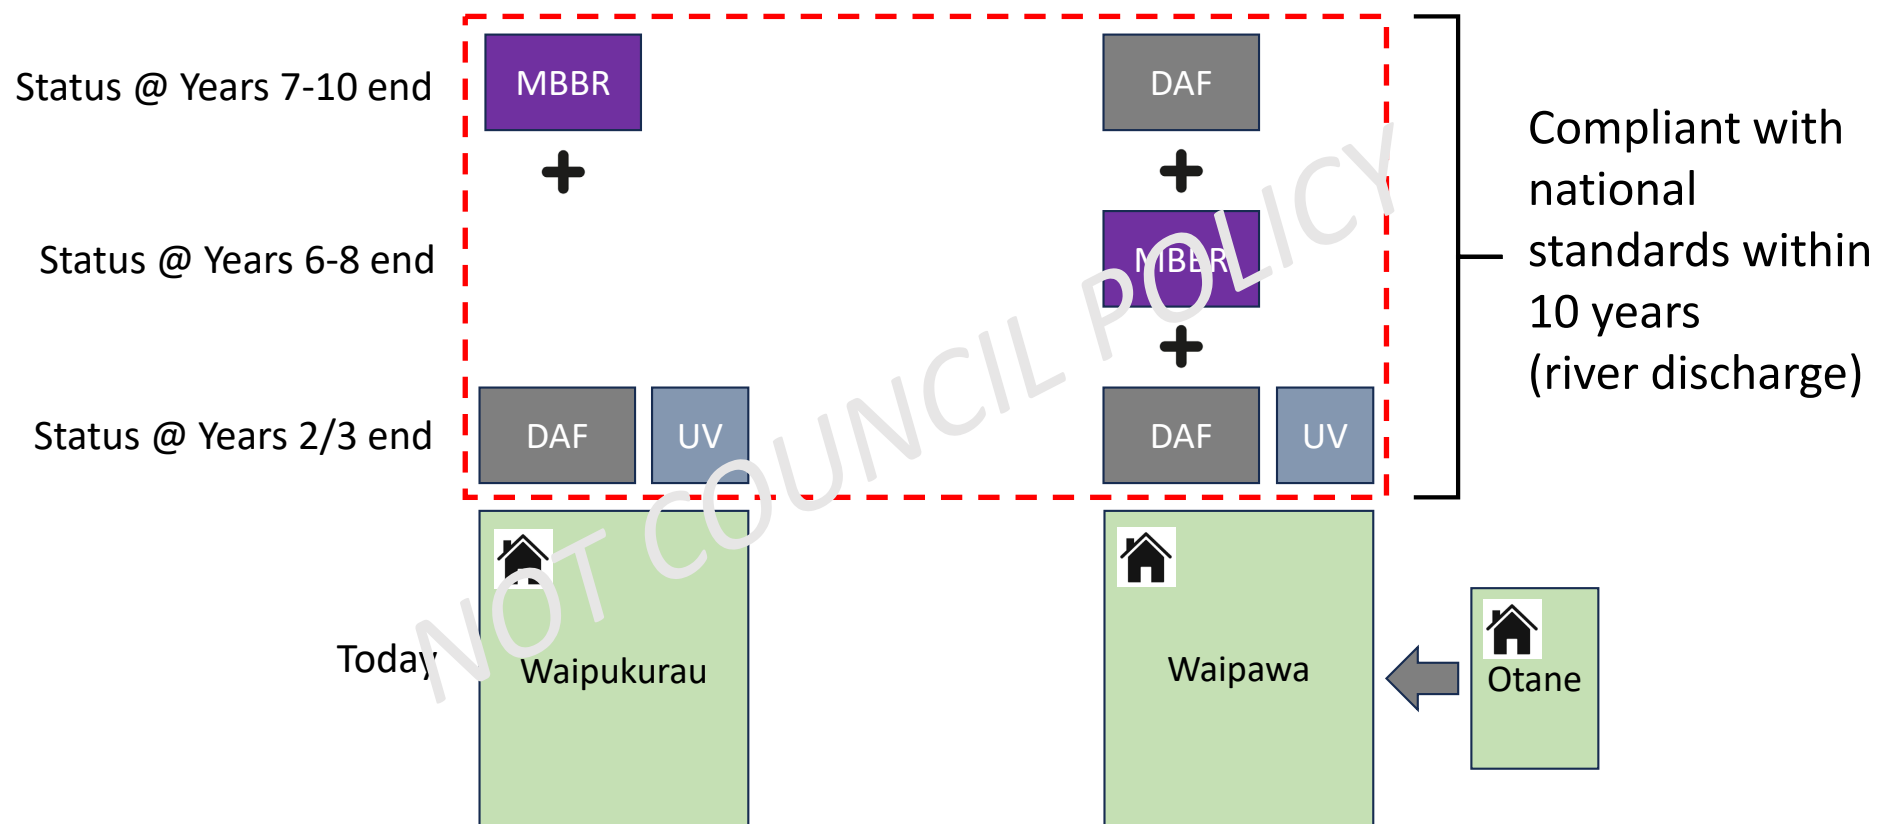 Status @ Years 7-10 end
MBBR
DAF
Compliant with
national
standards within
10 years
(river discharge)
Status @ Years 6-8 end
MBBR
Status @ Years 2/3 end
DAF
UV
DAF
UV
NOT COUNCIL POLICY
Today
Waipukurau
Waipawa
Otane